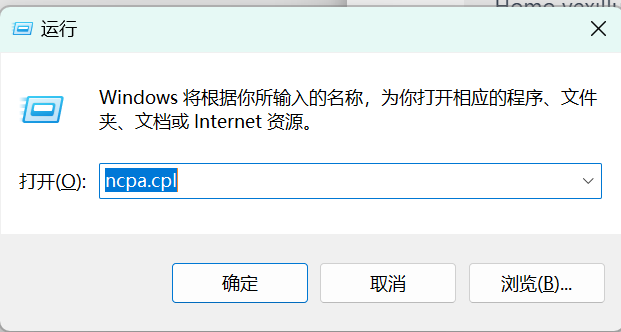 运行
Windows 将根据你所输入的名称，为你打开相应的程序、文件
夹、文档或 Internet 资源。
打开(O): ncpa.cpl
确定 取消 浏览(B)...